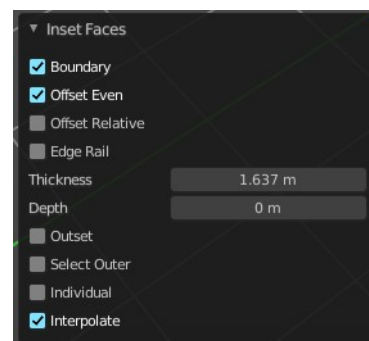 Inset Faces
Boundary
Offset Even
Offset Relative
Edge Rail
Thickness 1.637 m
Depth 0 m
Outset
Select Outer
Individual
Interpolate